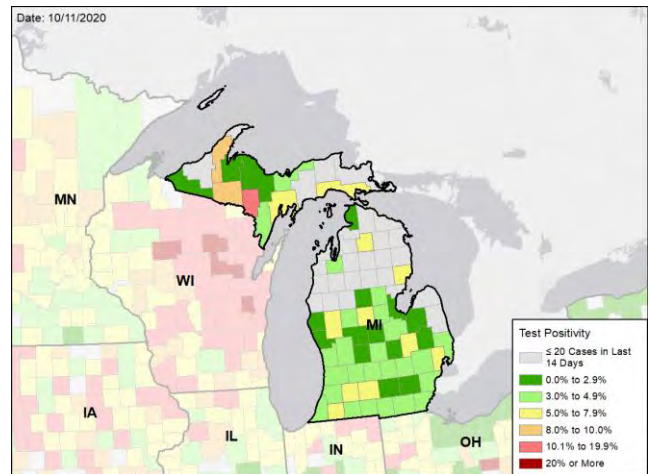 Date: 10/11/2020
MN
WI
MI
IA
IL
IN
OH
Test Positivity
≤ 20 Cases in Last
14 Days
0.0% to 2.9%
3.0% to 4.9%
5.0% to 7.9%
8.0% to 10.0%
10.1% to 19.9%
20% or More